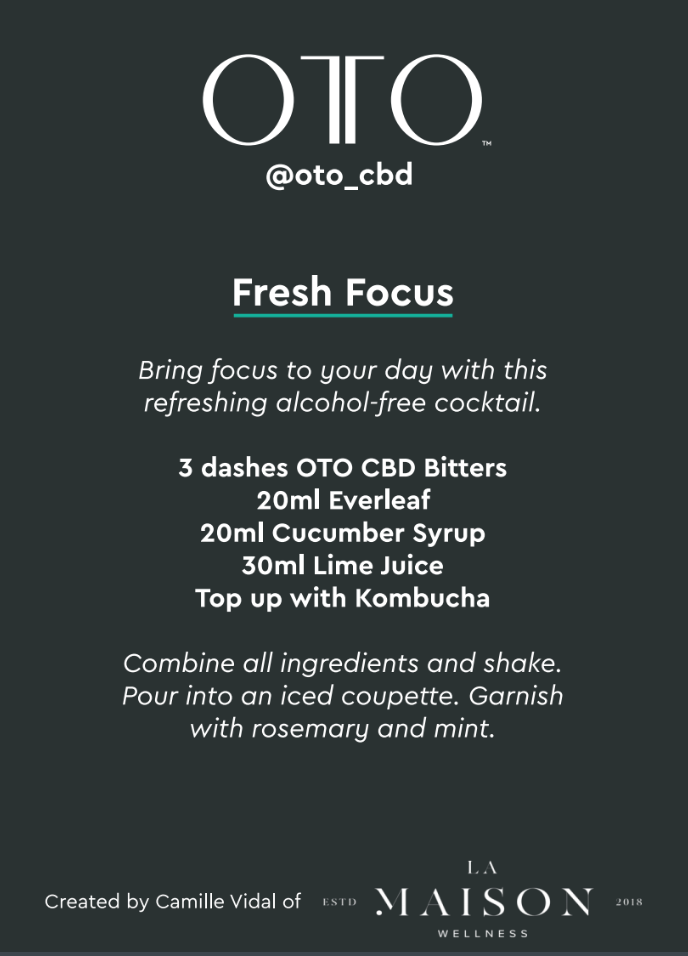 OTO™
@oto_cbd
Fresh Focus
Bring focus to your day with this
refreshing alcohol-free cocktail.
3 dashes OTO CBD Bitters
20ml Everleaf
20ml Cucumber Syrup
30ml Lime Juice
Top up with Kombucha
Combine all ingredients and shake.
Pour into an iced coupette. Garnish
with rosemary and mint.
Created by Camille Vidal of
LA
ESTD MAISON 2018
WELLNESS